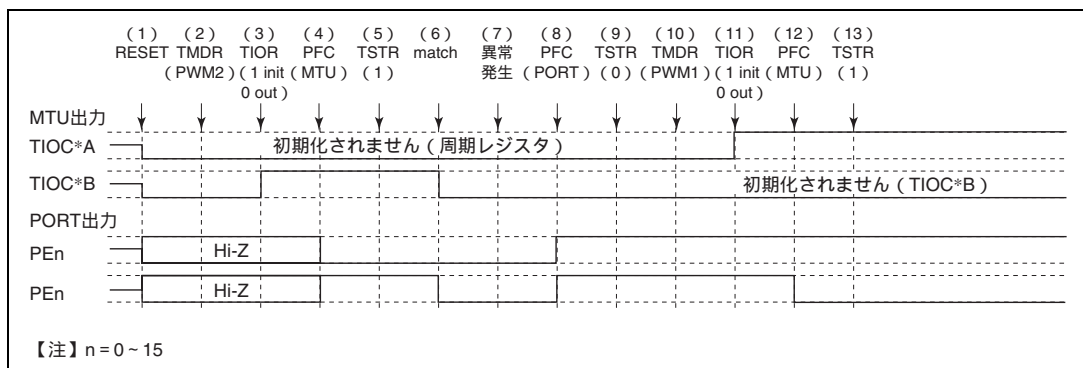 (1) (2) (3) (4) (5) (6) (7) (8) (9) (10) (11) (12) (13)
RESET TMDR TIOR PFC TSTR match 異常 PFC TSTR TMDR TIOR PFC TSTR
(PWM2) (1 init (MTU) (1) 発生 (PORT) (0) (PWM1) (1 init (MTU) (1)
0 out) 0 out)
MTU出力
TIOC*A 初期化されません(周期レジスタ)
TIOC*B 初期化されません(TIOC*B)
PORT出力
PEn Hi-Z
PEn Hi-Z
【注】n = 0 ~ 15